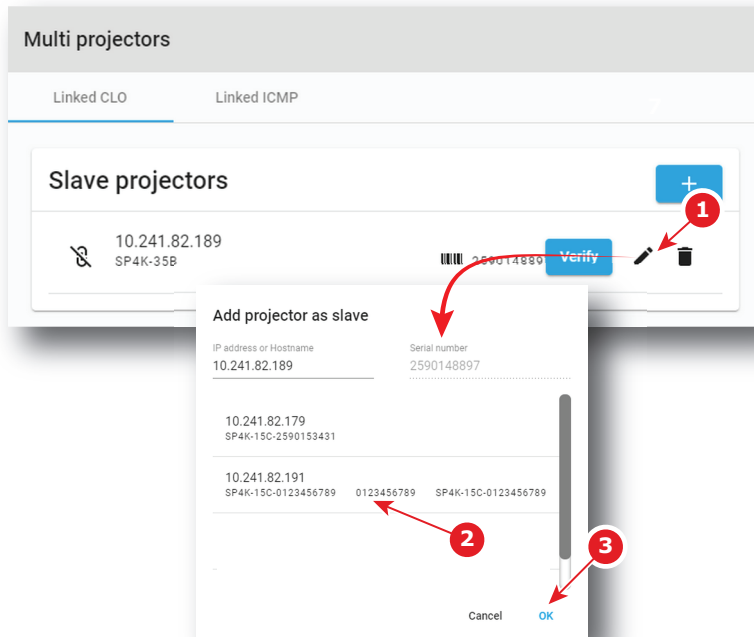 Multi projectors
Linked CLO Linked ICMP
Slave projectors
+
1
10.241.82.189
SP4K-35B
259014889 Verify
Add projector as slave
IP address or Hostname Serial number
10.241.82.189 2590148897
10.241.82.179
SP4K-15C-2590153431
10.241.82.191
SP4K-15C-0123456789 0123456789 SP4K-15C-0123456789
2
3
Cancel OK